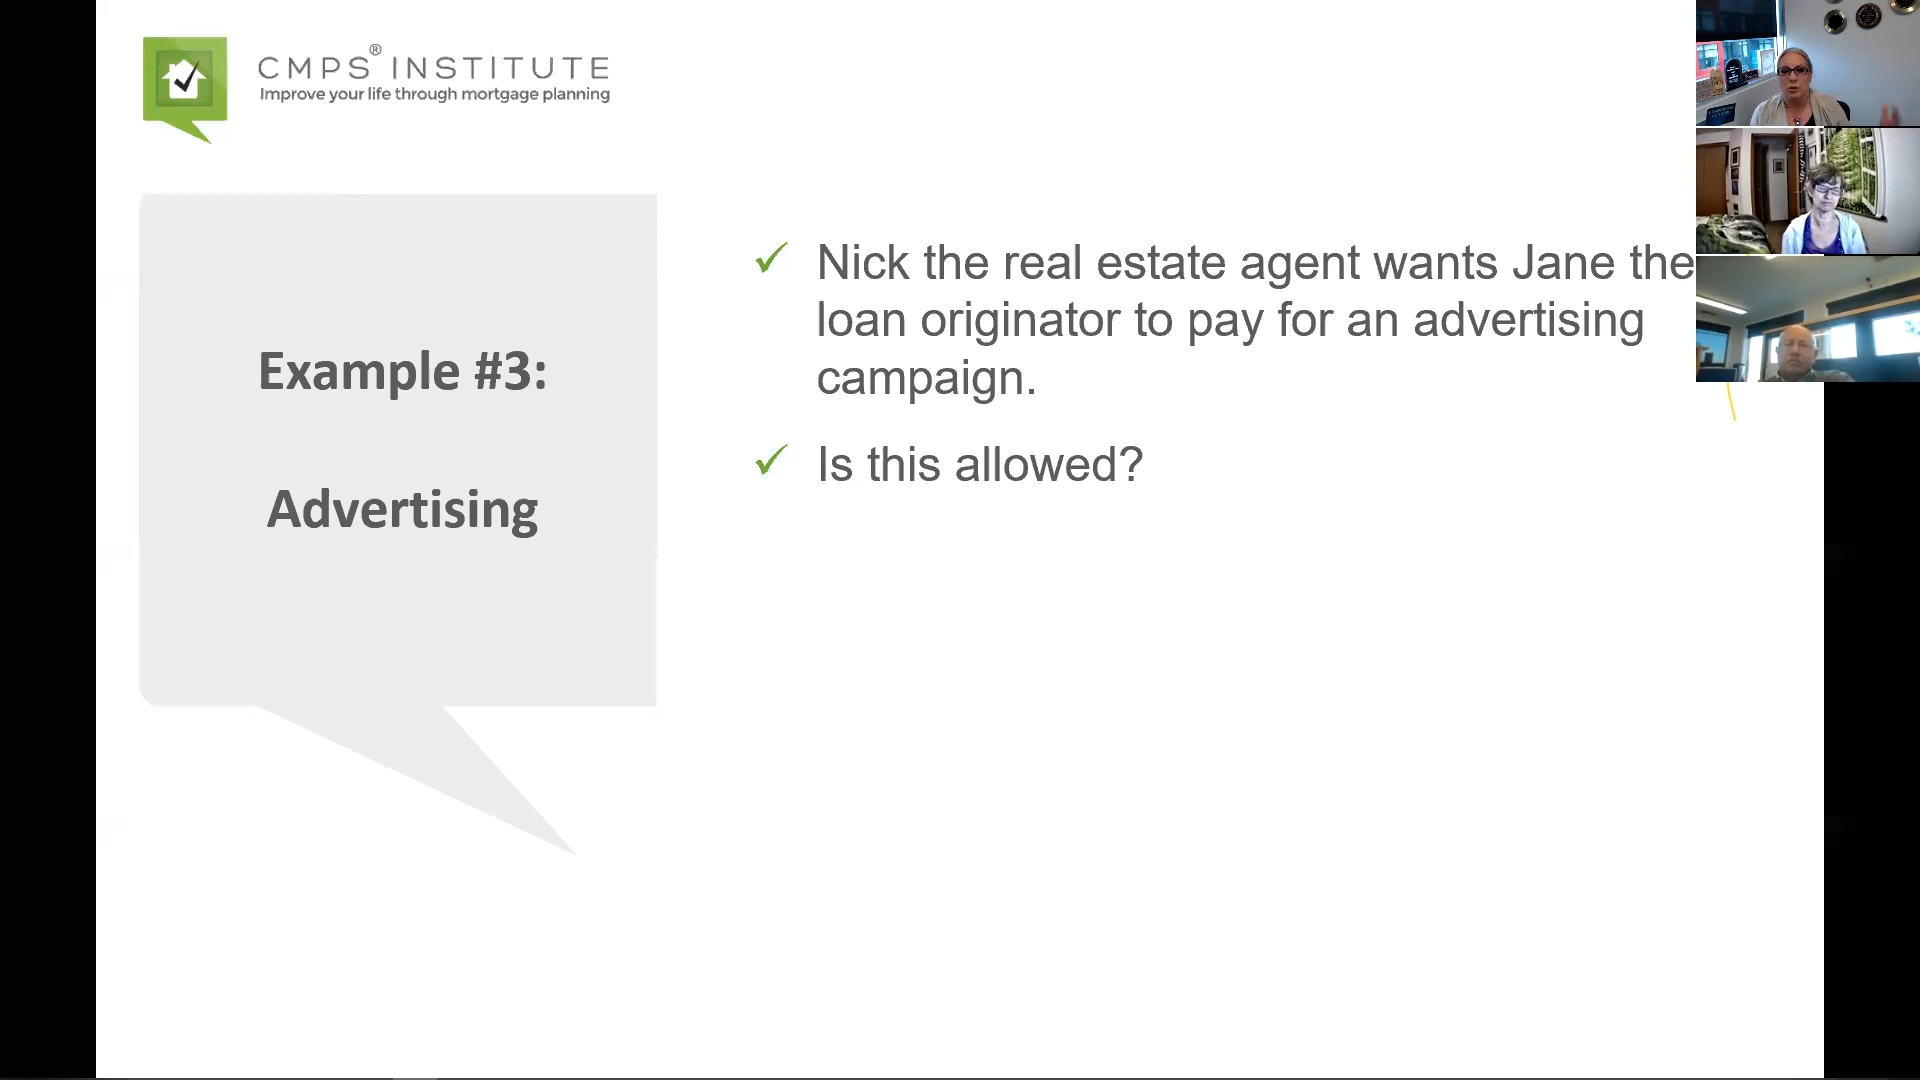 CMPS® INSTITUTE
Improve your life through mortgage planning
Example #3:
Advertising
Nick the real estate agent wants Jane the
loan originator to pay for an advertising
campaign.
Is this allowed?